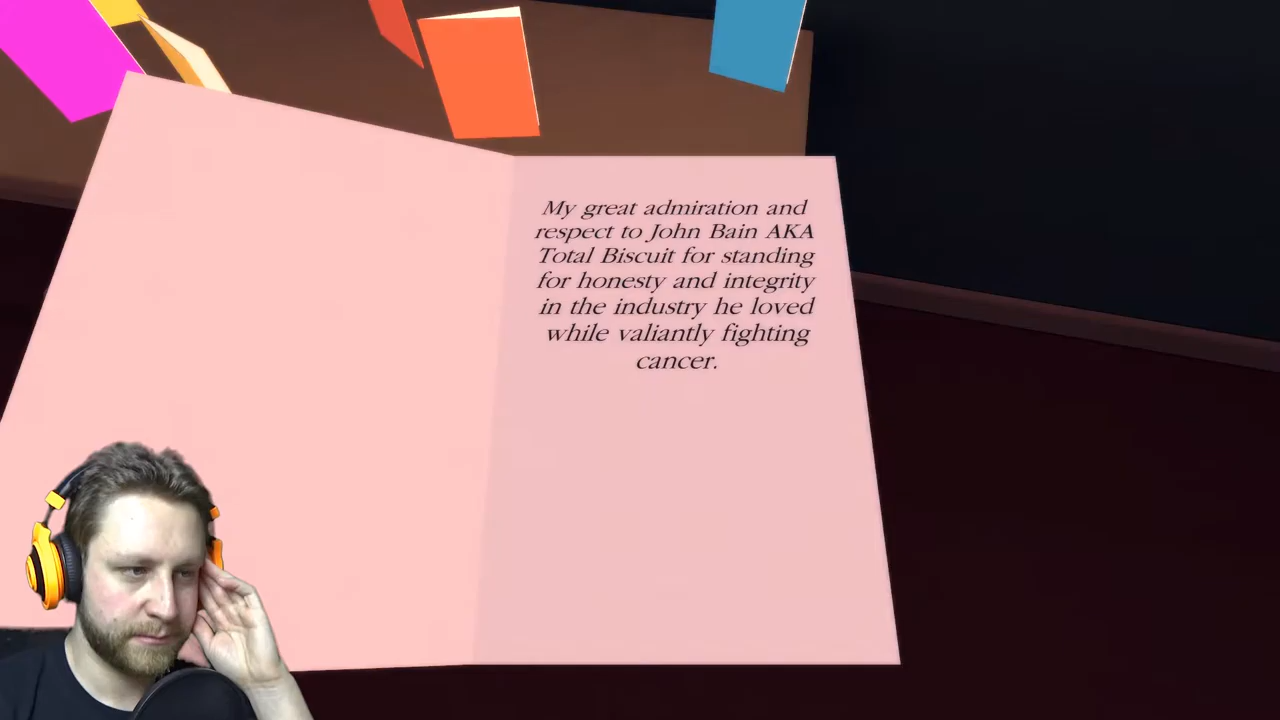 My great admiration and
respect to John Bain AKA
Total Biscuit for standing
for honesty and integrity
in the industry he loved
while valiantly fighting
cancer.